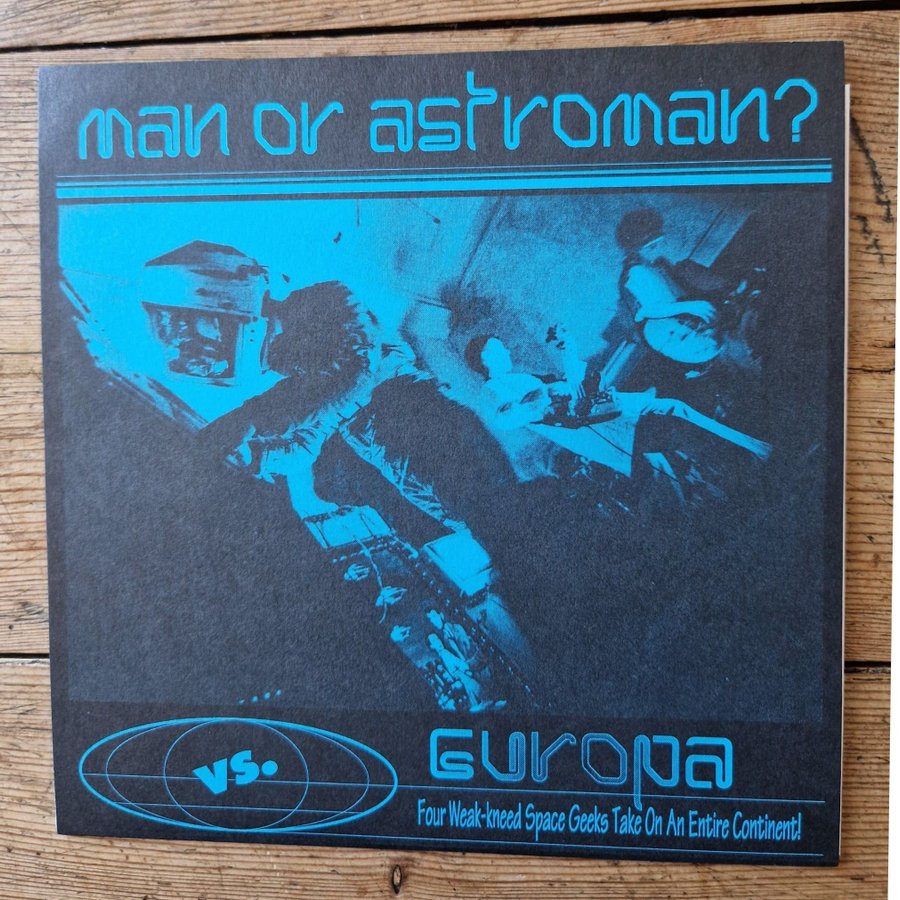 man or astroman?
vs.
Europa
Four Weak-kneed Space Geeks Take On An Entire Continent!